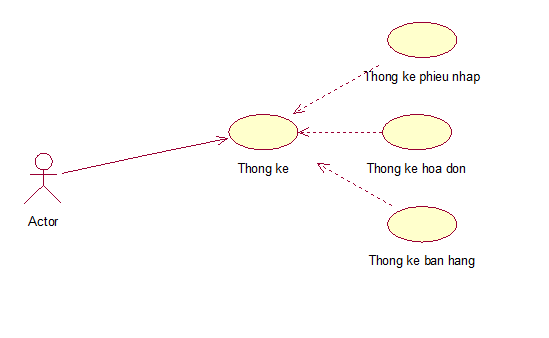 Thong ke phieu nhap
Thong ke
Thong ke hoa don
Actor
Thong ke ban hang